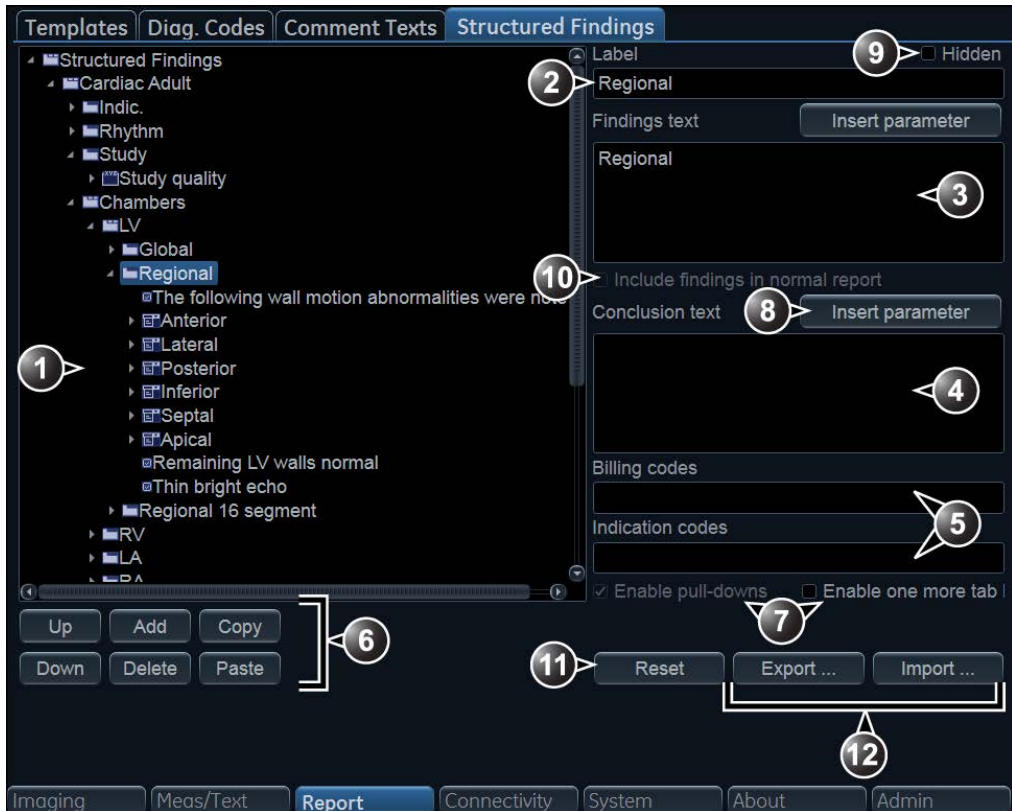 Templates Diag. Codes Comment Texts Structured Findings
Structured Findings
Cardiac Adult
Indic.
Rhythm
Study
Study quality
Chambers
LV
Global
Regional
The following wall motion abnormalities were note
Anterior
Lateral
Posterior
Inferior
Septal
Apical
Remaining LV walls normal
Thin bright echo
Regional 16 segment
RV
LA
RA
1
Up Add Copy
Down Delete Paste
6
Label 9 Hidden
2 Regional
Findings text Insert parameter
Regional
3
10 Include findings in normal report
Conclusion text 8 Insert parameter
4
Billing codes
5
Indication codes
Enable pull-downs Enable one more tab l
7
11 Reset Export ... Import ...
12
Imaging Meas/Text Report Connectivity System About Admin